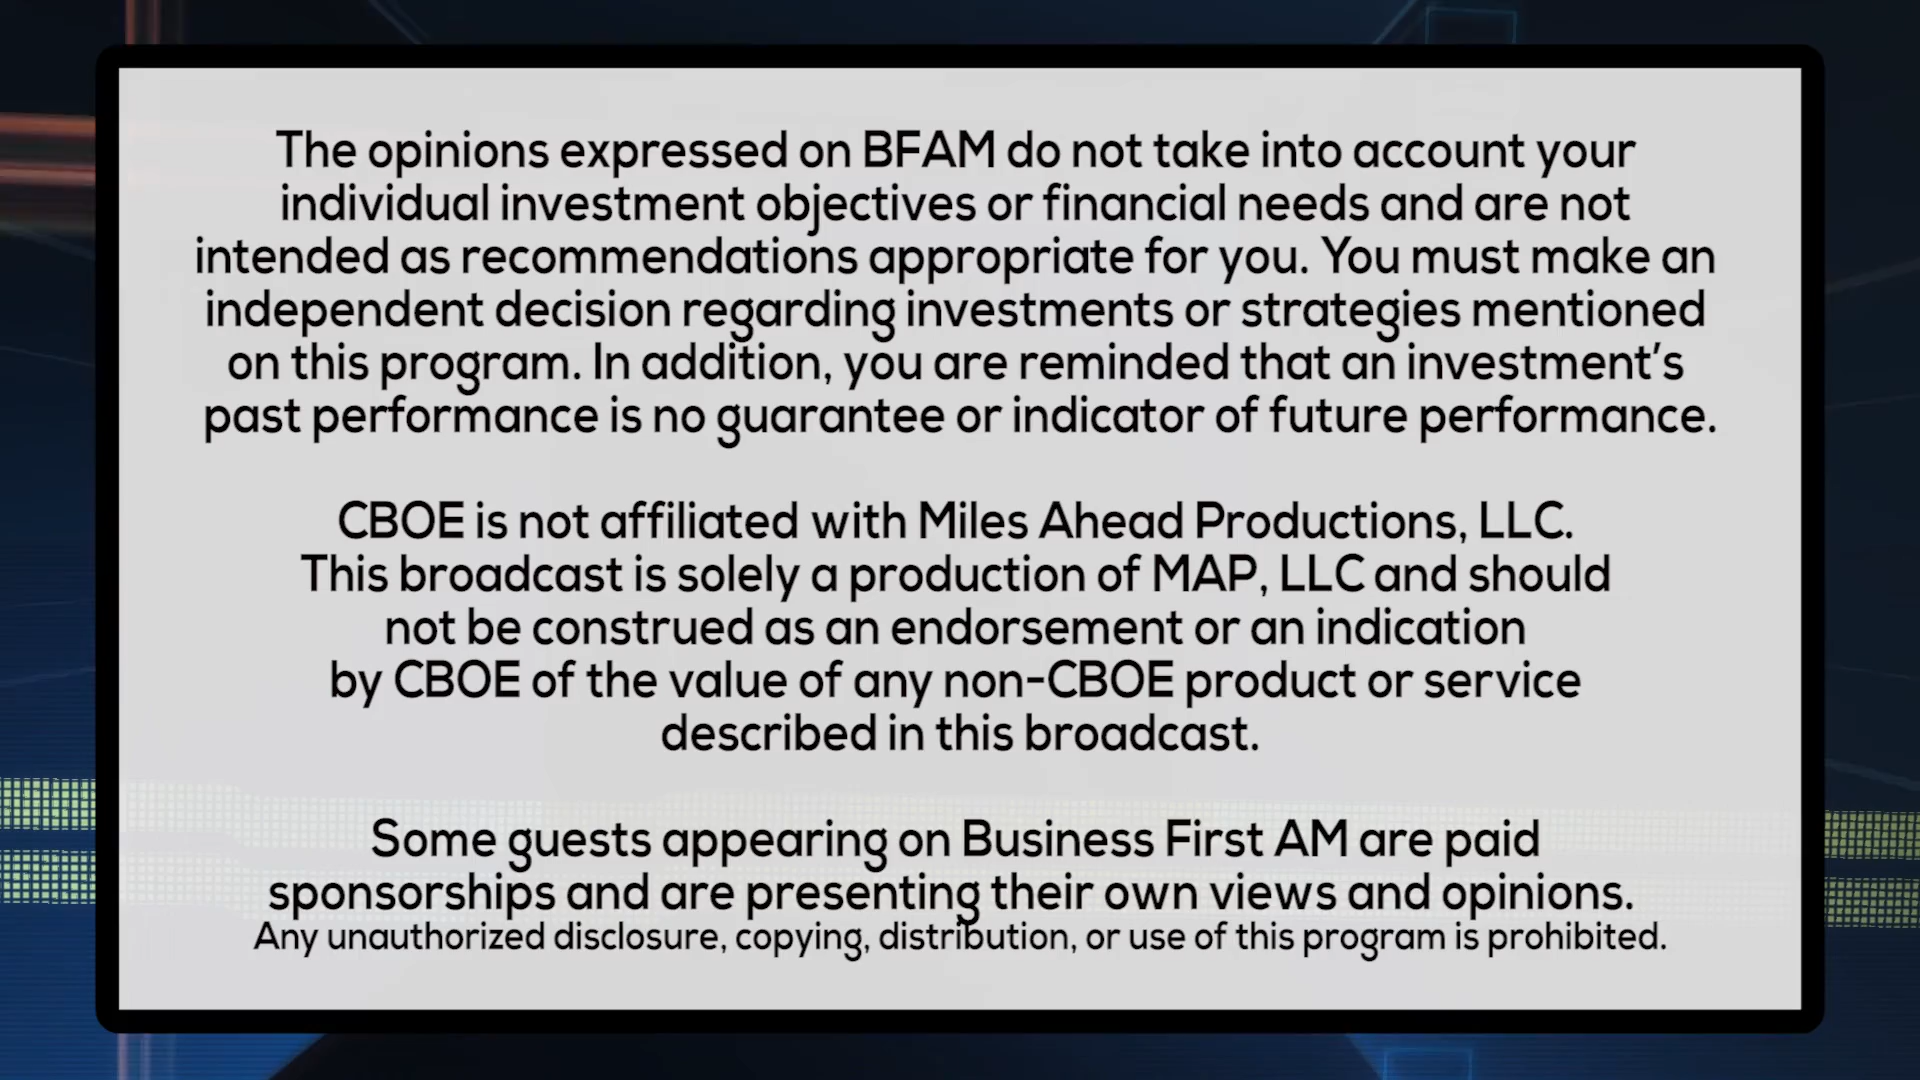 The opinions expressed on BFAM do not take into account your
individual investment objectives or financial needs and are not
intended as recommendations appropriate for you. You must make an
independent decision regarding investments or strategies mentioned
on this program. In addition, you are reminded that an investment’s
past performance is no guarantee or indicator of future performance.
CBOE is not affiliated with Miles Ahead Productions, LLC.
This broadcast is solely a production of MAP, LLC and should
not be construed as an endorsement or an indication
by CBOE of the value of any non-CBOE product or service
described in this broadcast.
Some guests appearing on Business First AM are paid
sponsorships and are presenting their own views and opinions.
Any unauthorized disclosure, copying, distribution, or use of this program is prohibited.